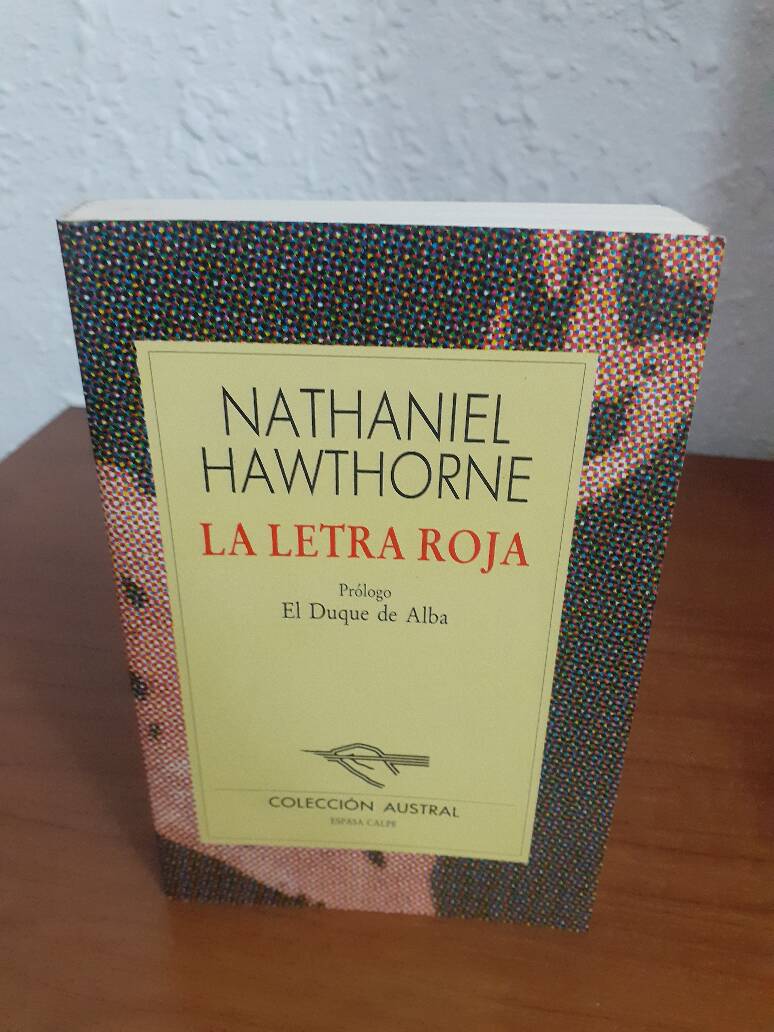 NATHANIEL
HAWTHORNE
LA LETRA ROJA
Prólogo
El Duque de Alba
COLECCIÓN AUSTRAL
ESPASA CALPE